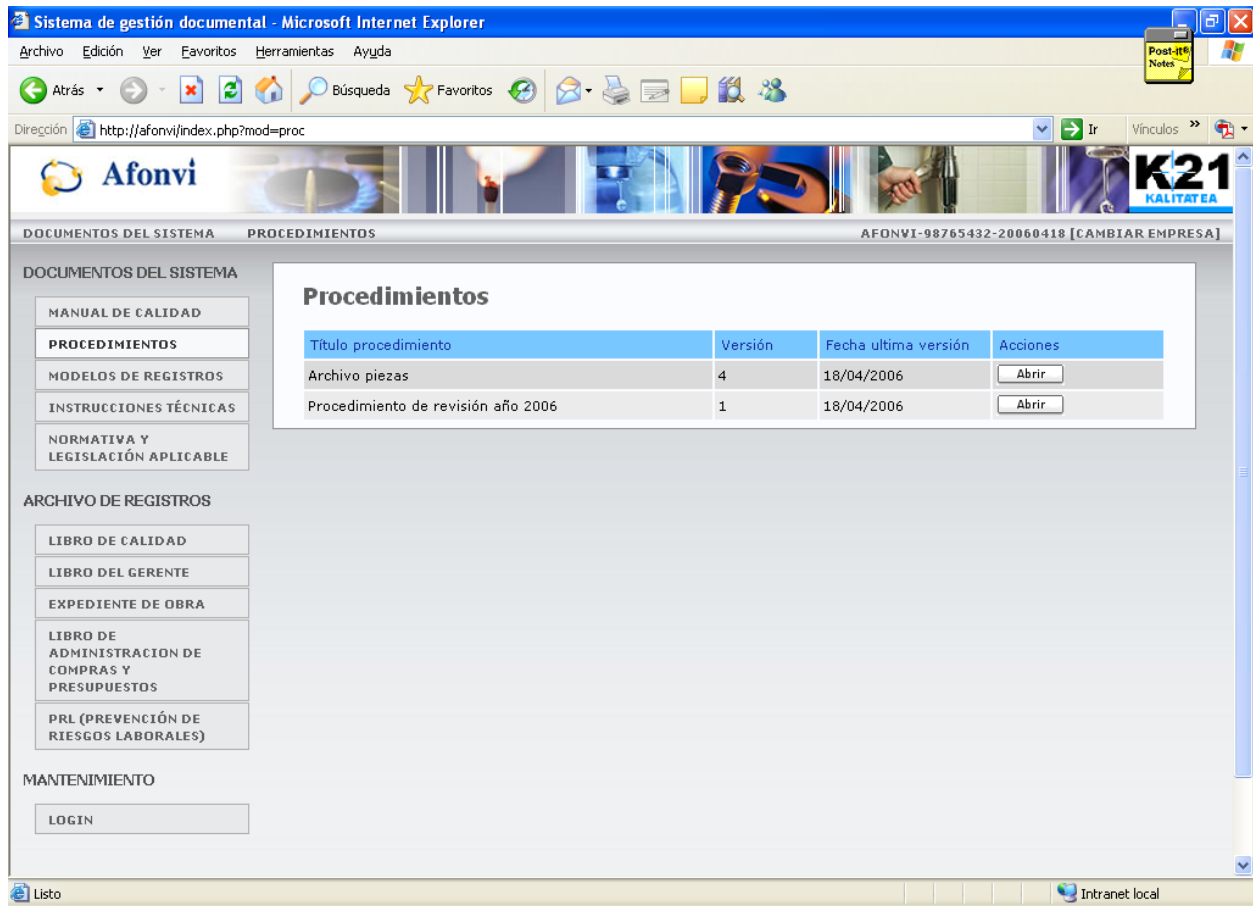 Sistema de gestión documental - Microsoft Internet Explorer
Archivo Edición Ver Favoritos Herramientas Ayuda
Post-it®
Notes
Atrás Búsqueda Favoritos
Dirección http://afonvi/index.php?mod=proc Ir Vínculos »
Afonvi
K21
KALITATEA
DOCUMENTOS DEL SISTEMA PROCEDIMIENTOS AFONVI-98765432-20060418 [CAMBIAR EMPRESA]
DOCUMENTOS DEL SISTEMA
MANUAL DE CALIDAD
PROCEDIMIENTOS
MODELOS DE REGISTROS
INSTRUCCIONES TÉCNICAS
NORMATIVA Y
LEGISLACIÓN APLICABLE
ARCHIVO DE REGISTROS
LIBRO DE CALIDAD
LIBRO DEL GERENTE
EXPEDIENTE DE OBRA
LIBRO DE
ADMINISTRACION DE
COMPRAS Y
PRESUPUESTOS
PRL (PREVENCIÓN DE
RIESGOS LABORALES)
MANTENIMIENTO
LOGIN
Procedimientos
Título procedimiento Versión Fecha ultima versión Acciones
Archivo piezas 4 18/04/2006 Abrir
Procedimiento de revisión año 2006 1 18/04/2006 Abrir
Listo Intranet local